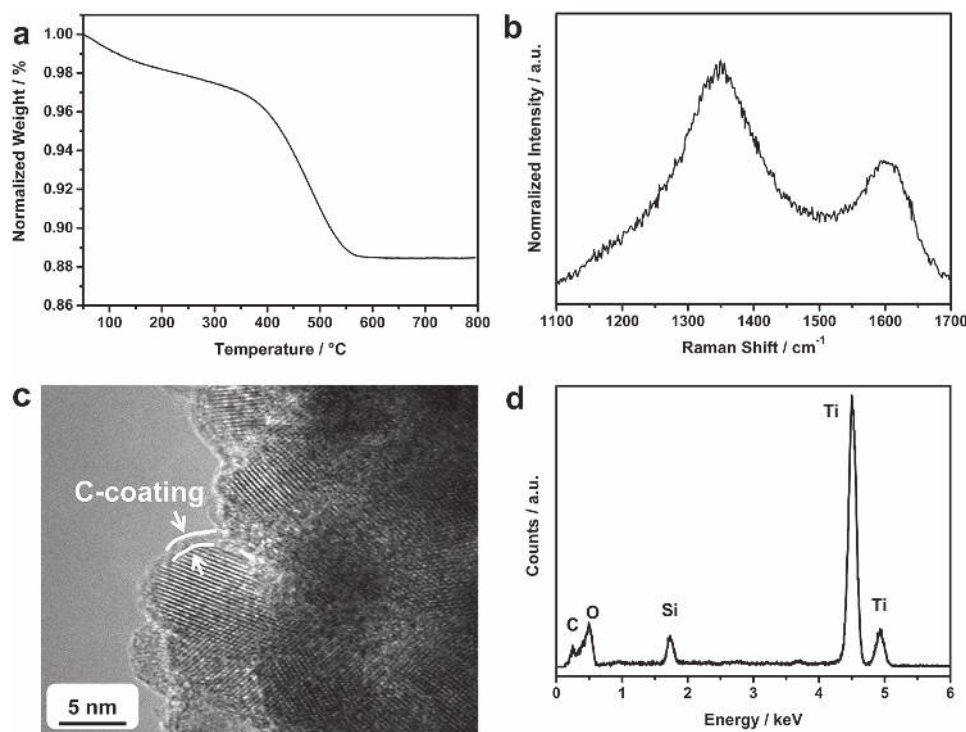 a
1.00
0.98
0.96
0.94
0.92
0.90
0.88
0.86
Normalized Weight / %
100 200 300 400 500 600 700 800
Temperature / °C
b
Nomralized Intensity / a.u.
1100 1200 1300 1400 1500 1600 1700
Raman Shift / cm⁻¹
c
C-coating
5 nm
d
Counts / a.u.
C
O
Si
Ti
Ti
0 1 2 3 4 5 6
Energy / keV